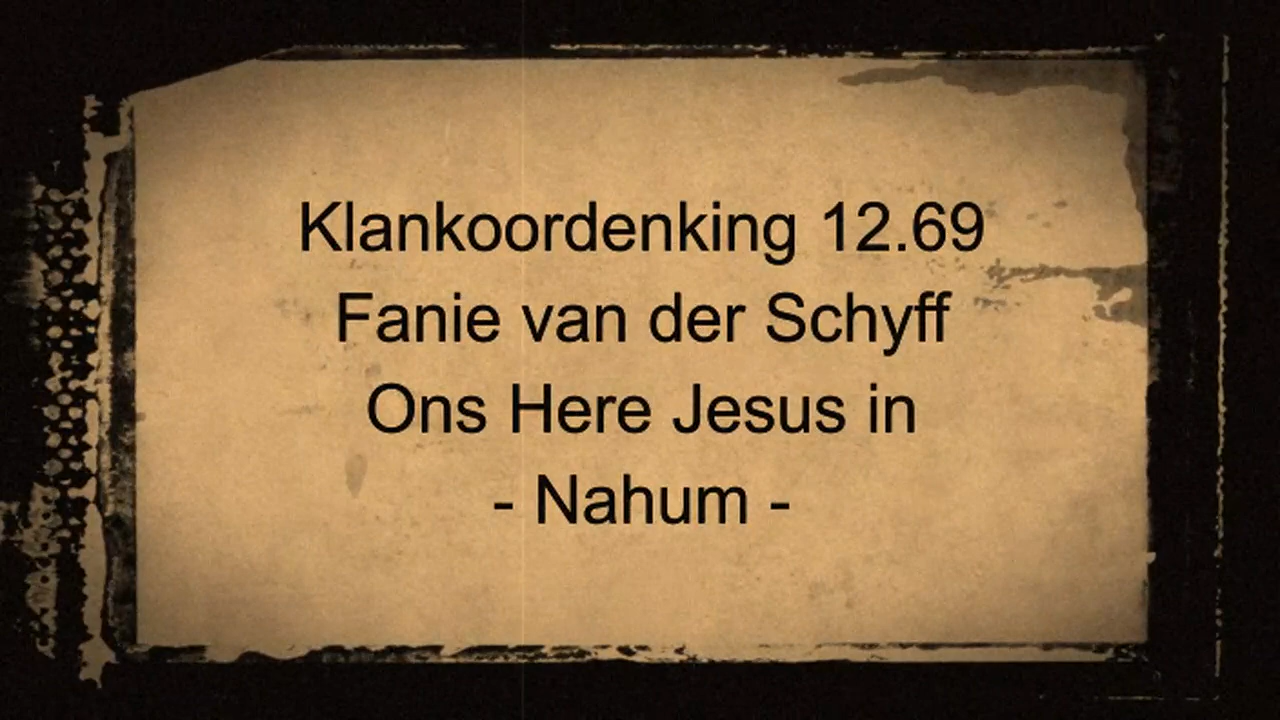 Klankoordenking 12.69
Fanie van der Schyff
Ons Here Jesus in
- Nahum -